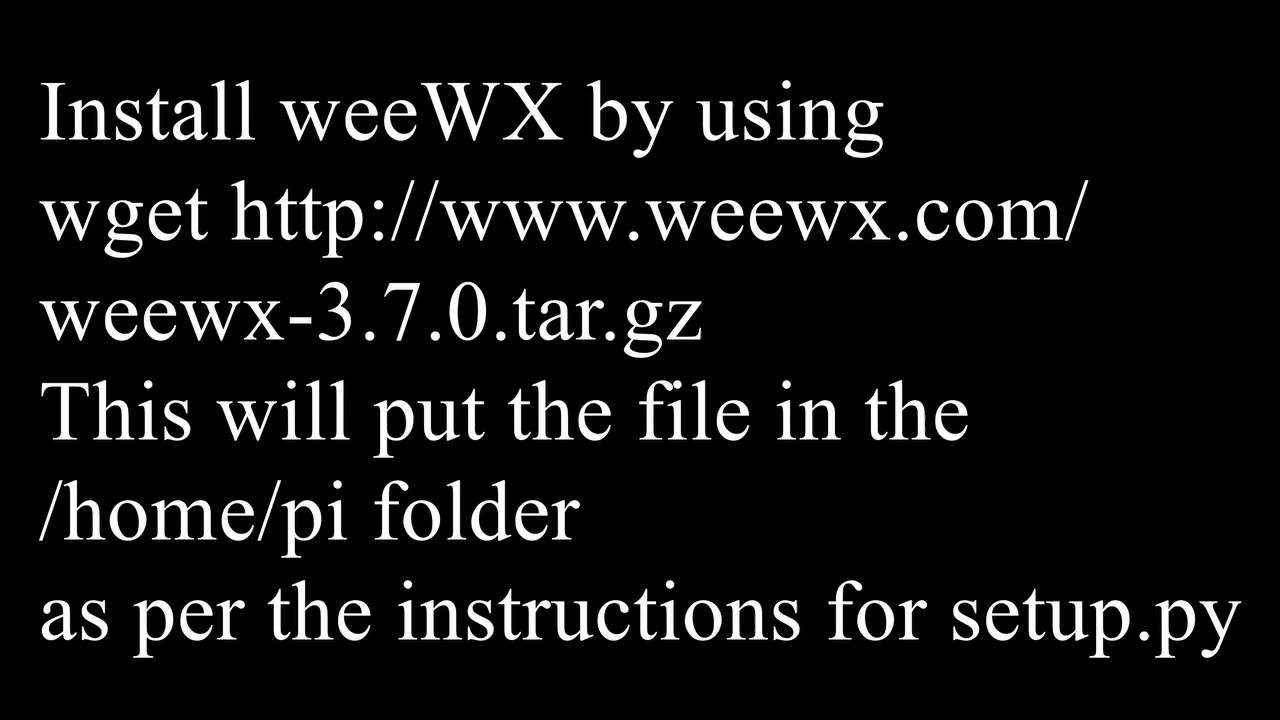 Install weeWX by using
wget http://www.weewx.com/
weewx-3.7.0.tar.gz
This will put the file in the
/home/pi folder
as per the instructions for setup.py